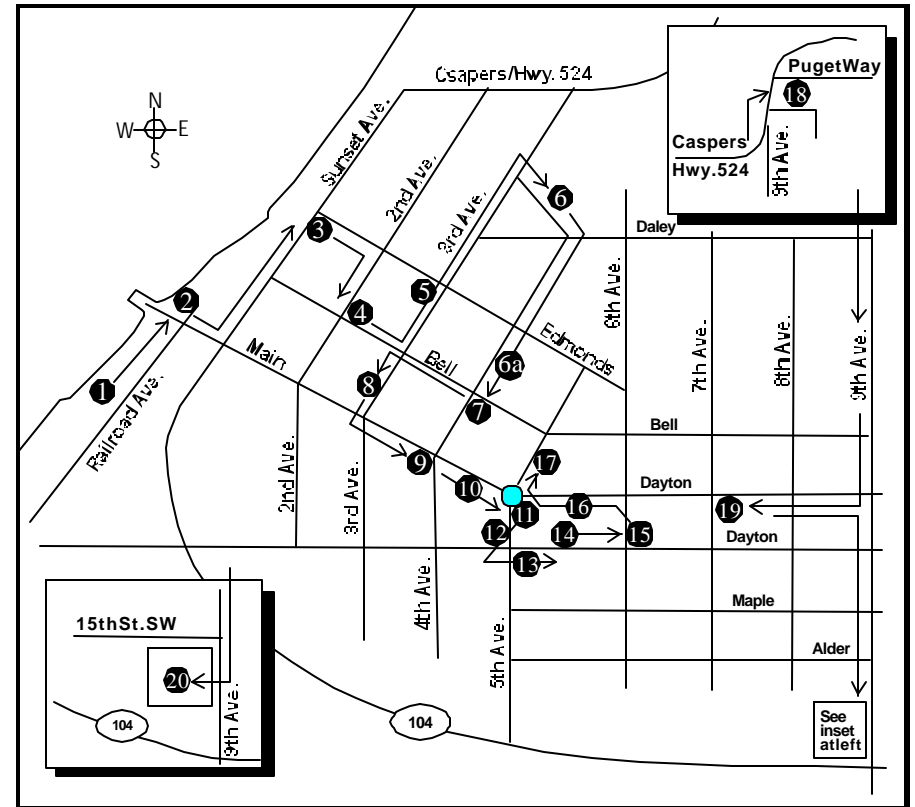 Csapers/Hwy. 524
PugetWay
18
Caspers
Hwy.524
9th Ave.
N
W E
S
Sunset Ave.
2nd Ave.
3rd Ave.
6
3
Daley
6th Ave.
7th Ave.
8th Ave.
9th Ave.
2
5
4
Main
Bell
6a
Edmonds
1
8
7
Railroad Ave.
Bell
9
17
10
2nd Ave.
3rd Ave.
Dayton
11
16
19
12
14
15
Dayton
13
4th Ave.
5th Ave.
Maple
Alder
15thSt.SW
20
9th Ave.
104
104
See
inset
atleft